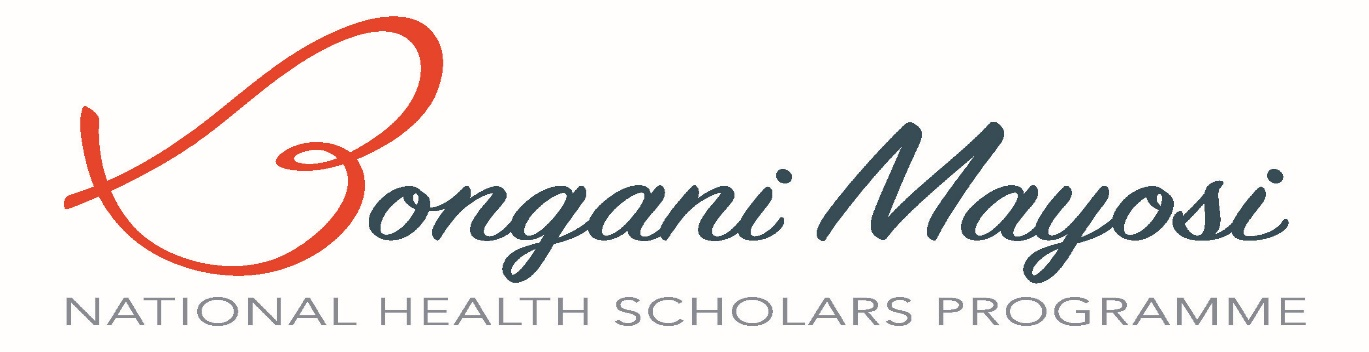 Bongani Mayosi
NATIONAL HEALTH SCHOLARS PROGRAMME